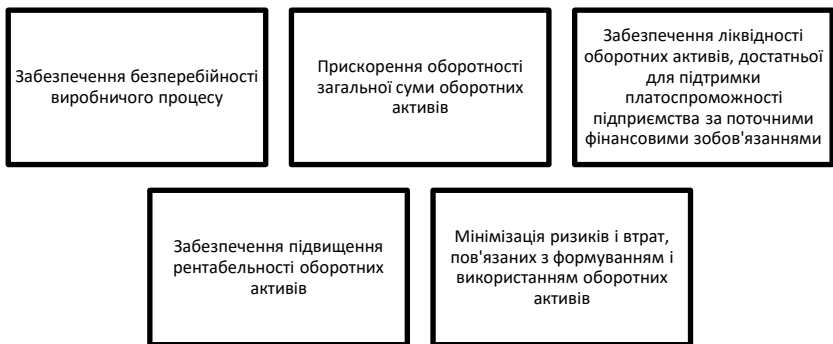 Забезпечення безперебійності
виробничого процесу
Прискорення оборотності
загальної суми оборотних
активів
Забезпечення ліквідності
оборотних активів, достатньої
для підтримки
платоспроможності
підприємства за поточними
фінансовими зобов'язаннями
Забезпечення підвищення
рентабельності оборотних
активів
Мінімізація ризиків і втрат,
пов'язаних з формуванням і
використанням оборотних
активів